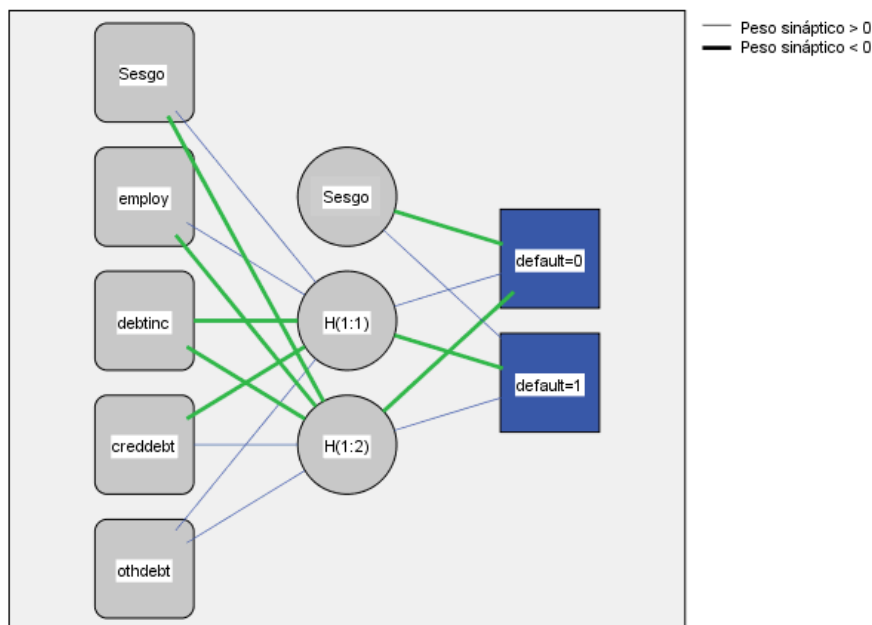 Sesgo
employ
debtinc
creddebt
othdebt
Sesgo
H(1:1)
H(1:2)
default=0
default=1
Peso sináptico > 0
Peso sináptico < 0